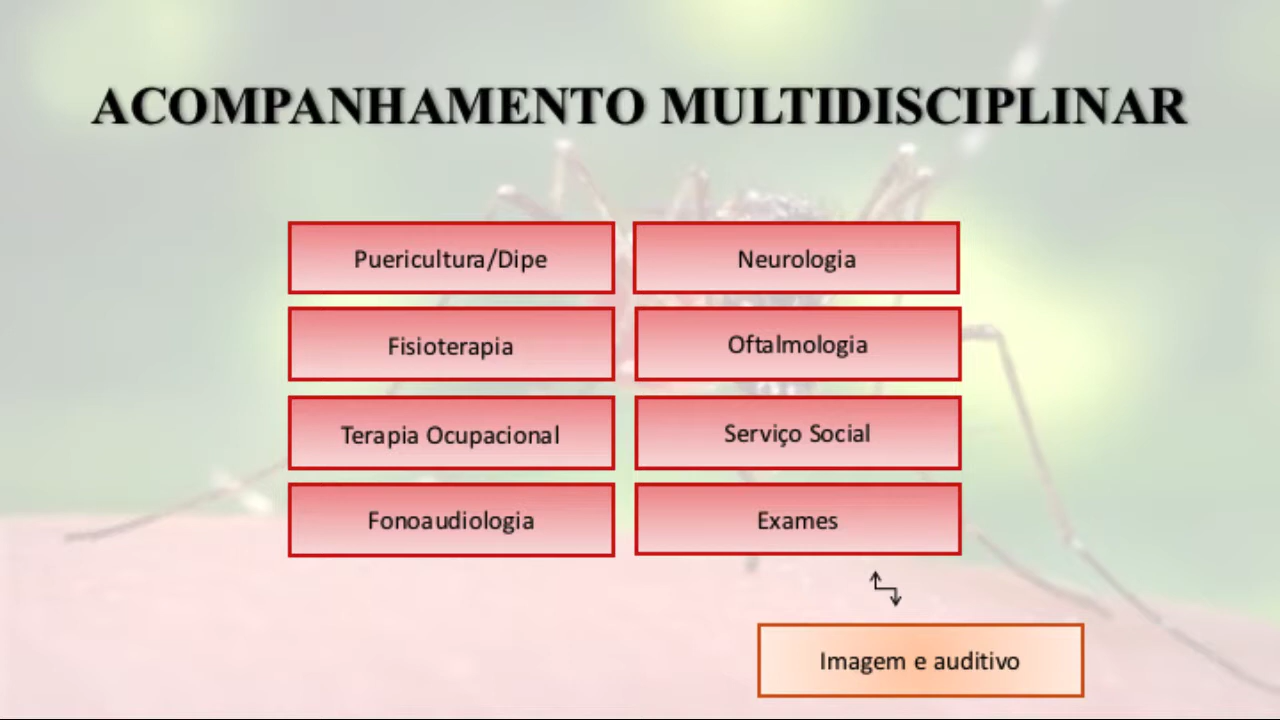 ACOMPANHAMENTO MULTIDISCIPLINAR
Puericultura/Dipe
Neurologia
Fisioterapia
Oftalmologia
Terapia Ocupacional
Serviço Social
Fonoaudiologia
Exames
Imagem e auditivo